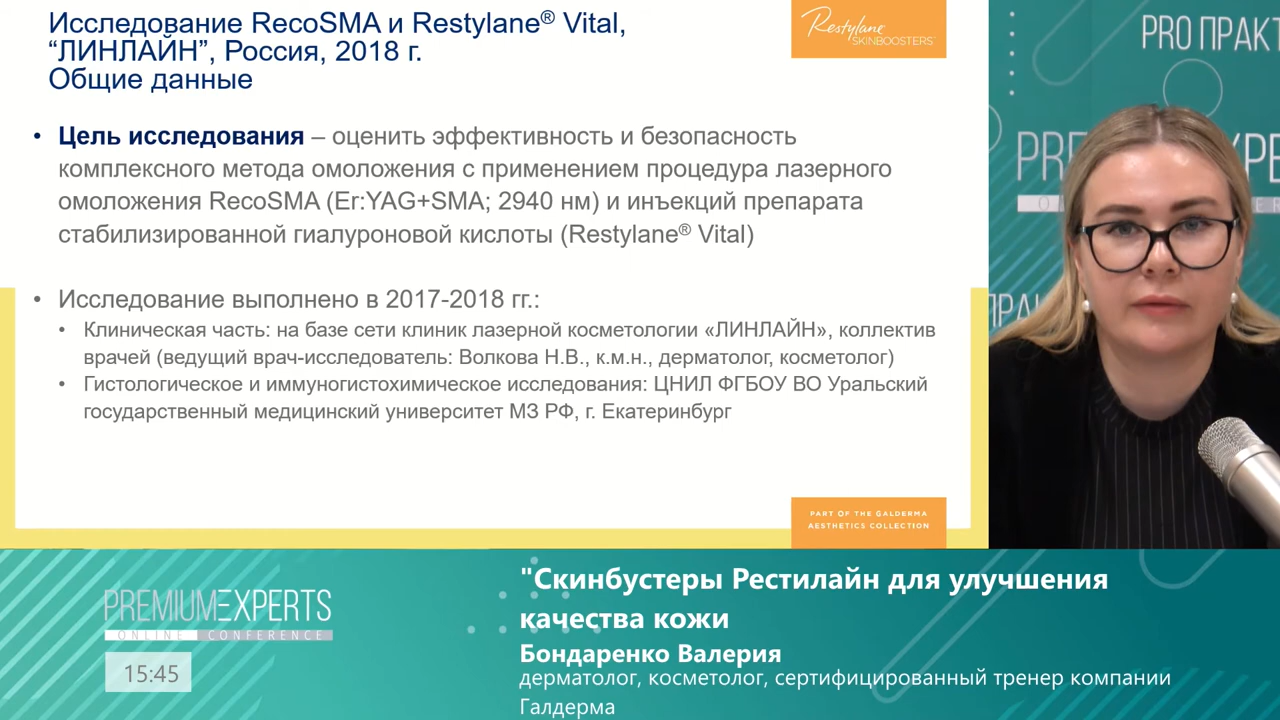 Исследование RecoSMA и Restylane® Vital,
“ЛИНЛАЙН”, Россия, 2018 г.
Общие данные
Restylane
SKINBOOSTERS™
PRO ПРАКТ
• Цель исследования – оценить эффективность и безопасность
комплексного метода омоложения с применением процедура лазерного
омоложения RecoSMA (Er:YAG+SMA; 2940 нм) и инъекций препарата
стабилизированной гиалуроновой кислоты (Restylane® Vital)
• Исследование выполнено в 2017-2018 гг.:
• Клиническая часть: на базе сети клиник лазерной косметологии «ЛИНЛАЙН», коллектив
врачей (ведущий врач-исследователь: Волкова Н.В., к.м.н., дерматолог, косметолог)
• Гистологическое и иммуногистохимическое исследования: ЦНИЛ ФГБОУ ВО Уральский
государственный медицинский университет МЗ РФ, г. Екатеринбург
PART OF THE GALDERMA
AESTHETICS COLLECTION
PREMIUMEXPERTS
ONLINE CONFERENCE
15:45
"Скинбустеры Рестилайн для улучшения
качества кожи
Бондаренко Валерия
дерматолог, косметолог, сертифицированный тренер компании
Галдерма